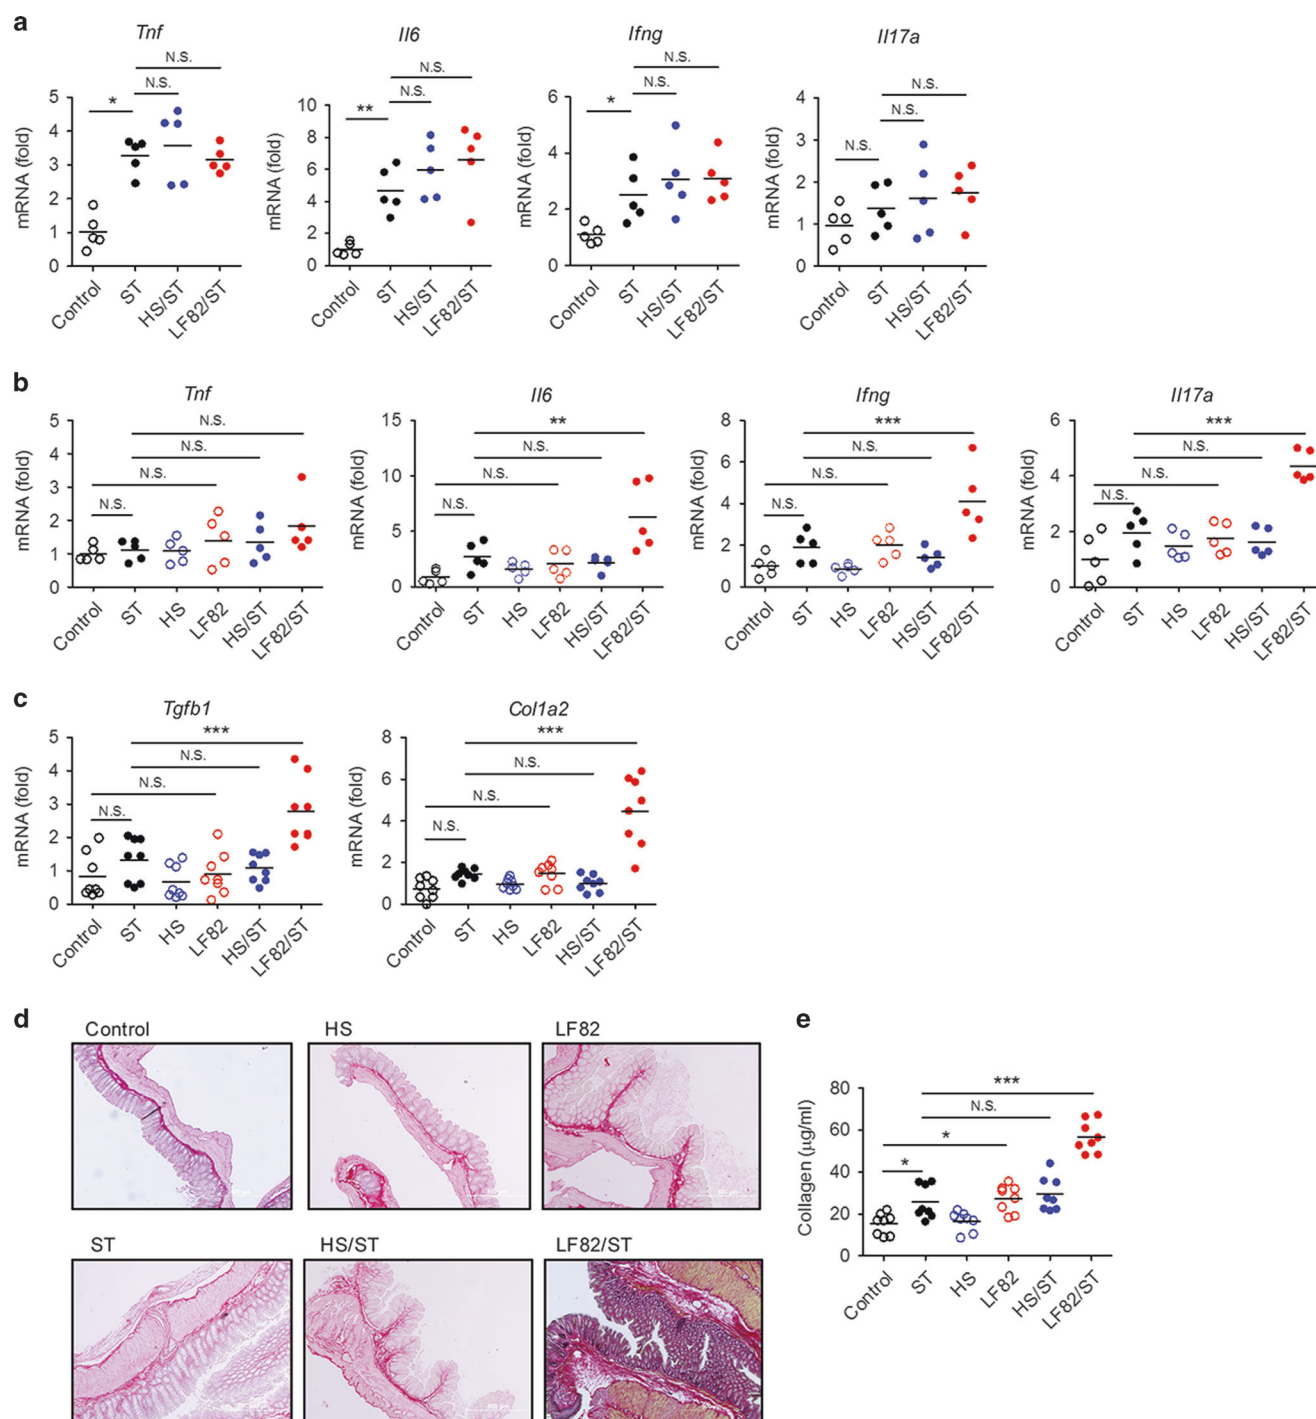 a
Tnf
Il6
Ifng
Il17a
N.S.
N.S.
*
mRNA (fold)
5
4
3
2
1
0
Control
ST
HS/ST
LF82/ST
N.S.
N.S.
**
mRNA (fold)
10
8
6
4
2
0
Control
ST
HS/ST
LF82/ST
N.S.
N.S.
*
mRNA (fold)
6
4
2
0
Control
ST
HS/ST
LF82/ST
N.S.
N.S.
N.S.
mRNA (fold)
4
3
2
1
0
Control
ST
HS/ST
LF82/ST
b
Tnf
Il6
Ifng
Il17a
N.S.
N.S.
N.S.
N.S.
mRNA (fold)
5
4
3
2
1
0
Control
ST
HS
LF82
HS/ST
LF82/ST
**
N.S.
N.S.
N.S.
mRNA (fold)
15
10
5
0
Control
ST
HS
LF82
HS/ST
LF82/ST
***
N.S.
N.S.
N.S.
mRNA (fold)
8
6
4
2
0
Control
ST
HS
LF82
HS/ST
LF82/ST
***
N.S.
N.S.
N.S.
mRNA (fold)
6
4
2
0
Control
ST
HS
LF82
HS/ST
LF82/ST
c
Tgfb1
Col1a2
***
N.S.
N.S.
N.S.
mRNA (fold)
5
4
3
2
1
0
Control
ST
HS
LF82
HS/ST
LF82/ST
***
N.S.
N.S.
N.S.
mRNA (fold)
8
6
4
2
0
Control
ST
HS
LF82
HS/ST
LF82/ST
d
Control
HS
LF82
ST
HS/ST
LF82/ST
e
***
N.S.
*
*
Collagen (µg/ml)
80
60
40
20
0
Control
ST
HS
LF82
HS/ST
LF82/ST